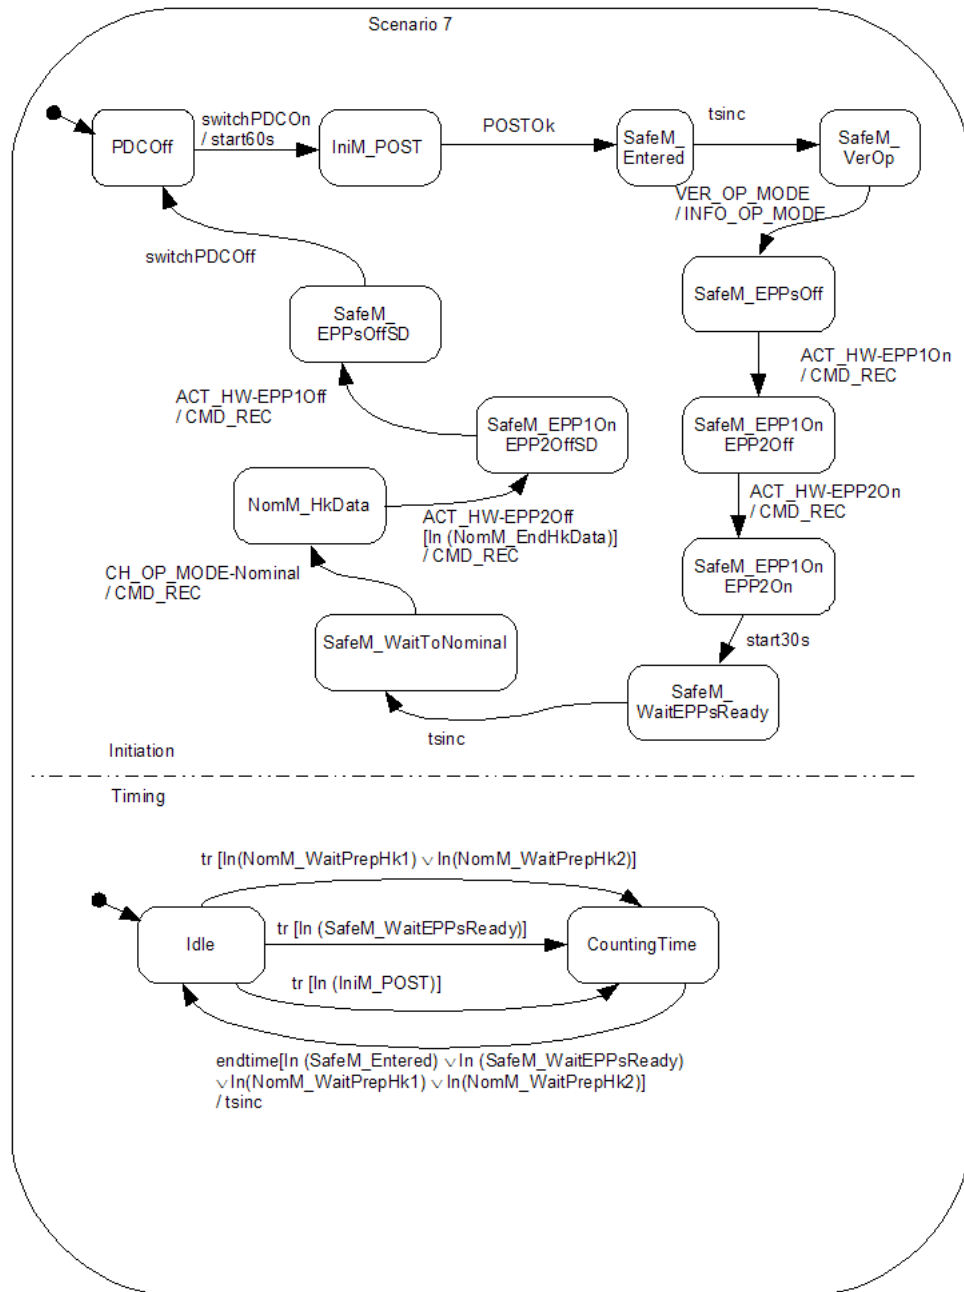 Scenario 7
switchPDCOn
/ start60s
POSTOk
tsinc
PDCOff
IniM_POST
SafeM_
Entered
SafeM_
VerOp
VER_OP_MODE
/ INFO_OP_MODE
switchPDCOff
SafeM_EPPsOff
SafeM_
EPPsOffSD
ACT_HW-EPP1On
/ CMD_REC
ACT_HW-EPP1Off
/ CMD_REC
SafeM_EPP1On
EPP2OffSD
SafeM_EPP1On
EPP2Off
NomM_HkData
ACT_HW-EPP2Off
[In (NomM_EndHkData)]
/ CMD_REC
ACT_HW-EPP2On
/ CMD_REC
SafeM_EPP1On
EPP2On
CH_OP_MODE-Nominal
/ CMD_REC
SafeM_WaitToNominal
start30s
SafeM_
WaitEPPsReady
tsinc
Initiation
Timing
tr [In(NomM_WaitPrepHk1) ∨ In(NomM_WaitPrepHk2)]
Idle
tr [In (SafeM_WaitEPPsReady)]
CountingTime
tr [In (IniM_POST)]
endtime[In (SafeM_Entered) ∨ In (SafeM_WaitEPPsReady)
∨ In(NomM_WaitPrepHk1) ∨ In(NomM_WaitPrepHk2)]
/ tsinc